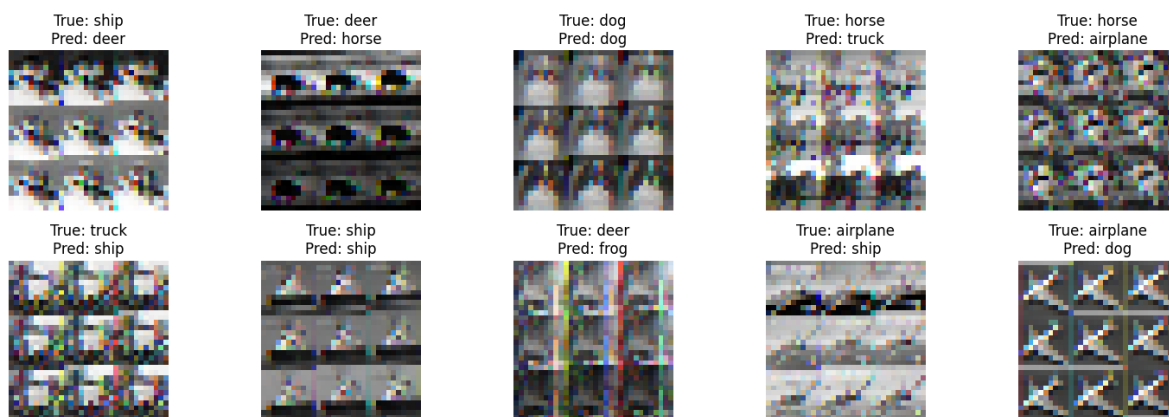 True: ship
Pred: deer
True: deer
Pred: horse
True: dog
Pred: dog
True: horse
Pred: truck
True: horse
Pred: airplane
True: truck
Pred: ship
True: ship
Pred: ship
True: deer
Pred: frog
True: airplane
Pred: ship
True: airplane
Pred: dog